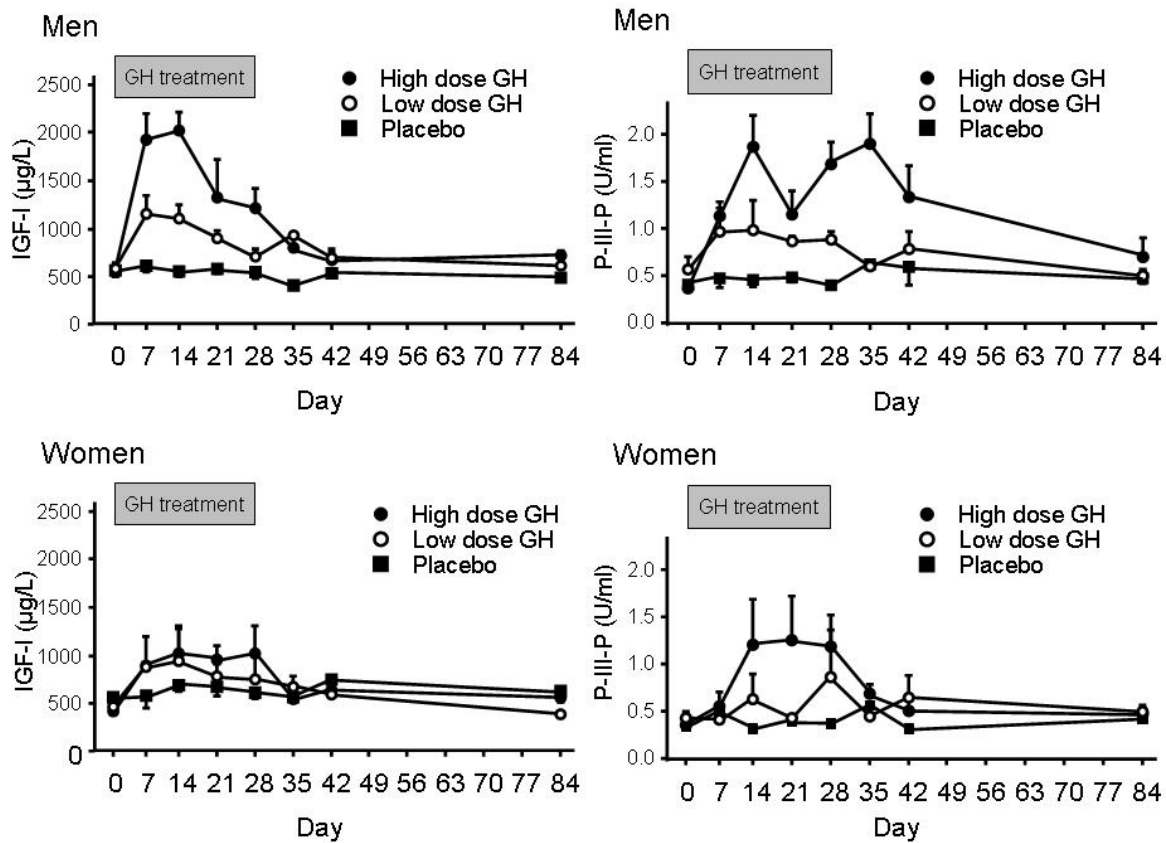 Men
GH treatment
High dose GH
Low dose GH
Placebo
IGF-I (µg/L)
2500
2000
1500
1000
500
0
0 7 14 21 28 35 42 49 56 63 70 77 84
Day
Men
GH treatment
High dose GH
Low dose GH
Placebo
P-III-P (U/ml)
2.0
1.5
1.0
0.5
0.0
0 7 14 21 28 35 42 49 56 63 70 77 84
Day
Women
GH treatment
High dose GH
Low dose GH
Placebo
IGF-I (µg/L)
2500
2000
1500
1000
500
0
0 7 14 21 28 35 42 49 56 63 70 77 84
Day
Women
GH treatment
High dose GH
Low dose GH
Placebo
P-III-P (U/ml)
2.0
1.5
1.0
0.5
0.0
0 7 14 21 28 35 42 49 56 63 70 77 84
Day